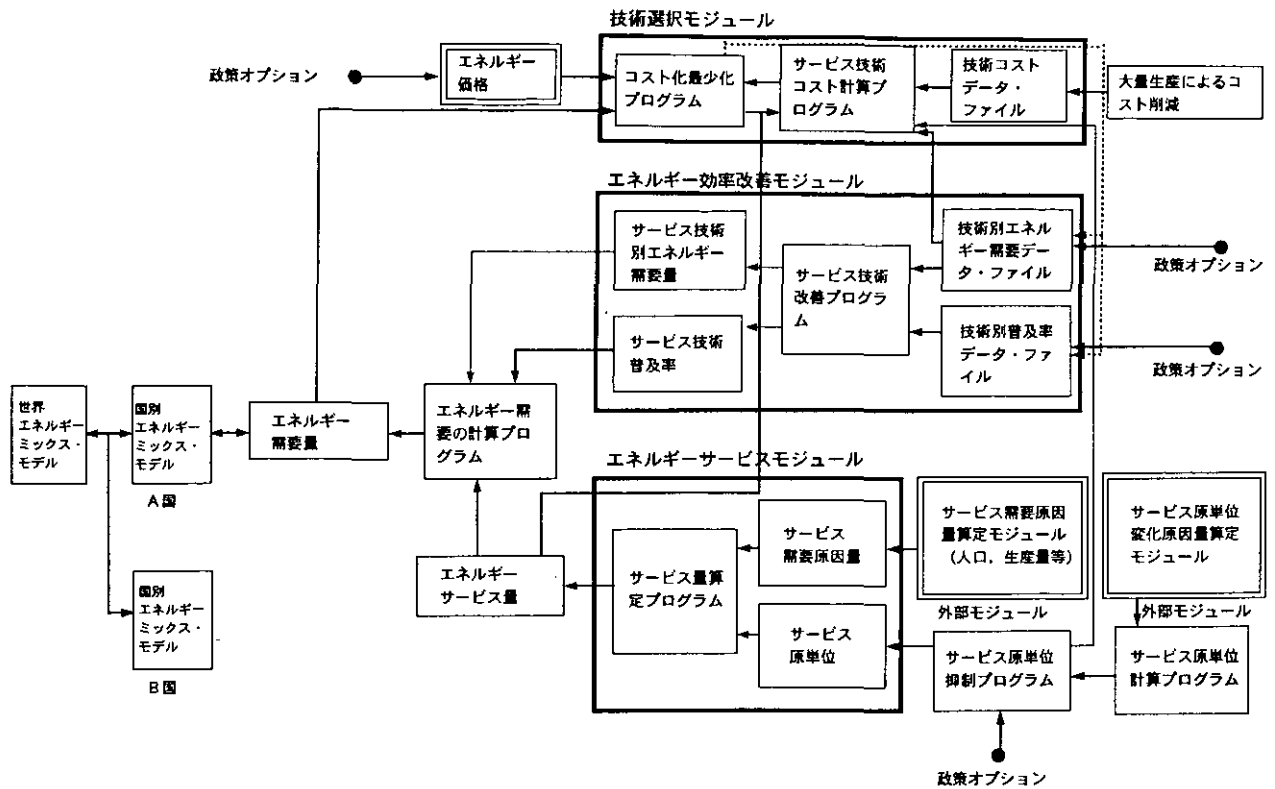 技術選択モジュール
政策オプション
エネルギー
価格
コスト化最少化
プログラム
サービス技術
コスト計算プ
ログラム
技術コスト
データ・
ファイル
大量生産によるコ
スト削減
エネルギー効率改善モジュール
サービス技術
別エネルギー
需要量
サービス技術
改善プログラ
ム
技術別エネル
ギー需要デー
タ・ファイル
政策オプション
サービス技術
普及率
技術別普及率
データ・ファ
イル
政策オプション
世界
エネルギー
ミックス・
モデル
国別
エネルギー
ミックス・
モデル
A国
エネルギー
需要量
エネルギー需
要の計算プロ
グラム
国別
エネルギー
ミックス・
モデル
B国
エネルギーサービスモジュール
エネルギー
サービス量
サービス量算
定プログラム
サービス
需要原因量
サービス
原単位
サービス需要原因
量算定モジュール
(人口,生産量等)
外部モジュール
サービス原単位
変化原因量算定
モジュール
外部モジュール
サービス原単位
抑制プログラム
サービス原単位
計算プログラム
政策オプション